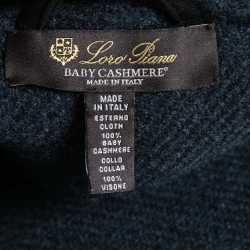 Loro Piana
BABY CASHMERE®
MADE IN ITALY
MADE
IN ITALY
ESTERNO
CLOTH
100%
BABY
CASHMERE
COLLO
COLLAR
100%
VISONE